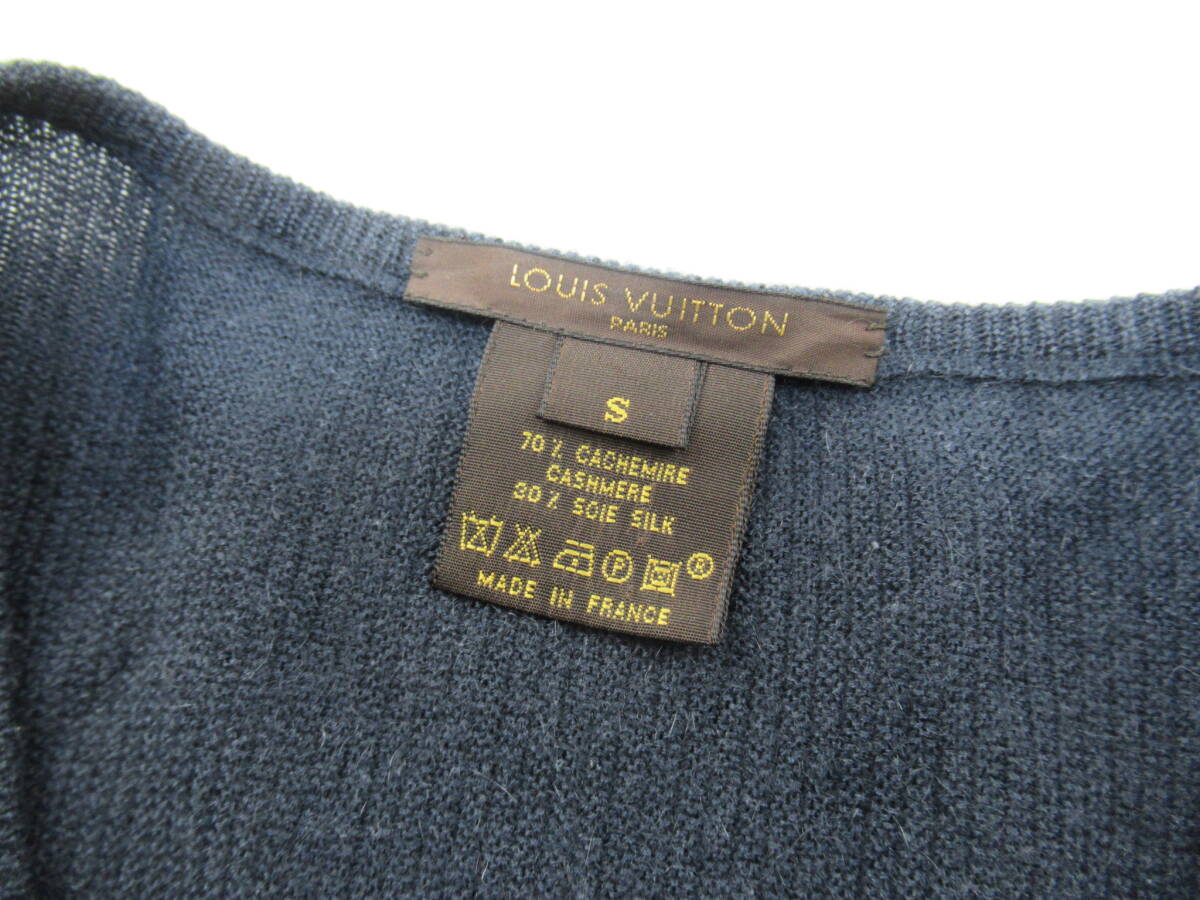 LOUIS VUITTON
PARIS
S
70% CACHEMIRE
CASHMERE
30% SOIE SILK
P ®
MADE IN FRANCE